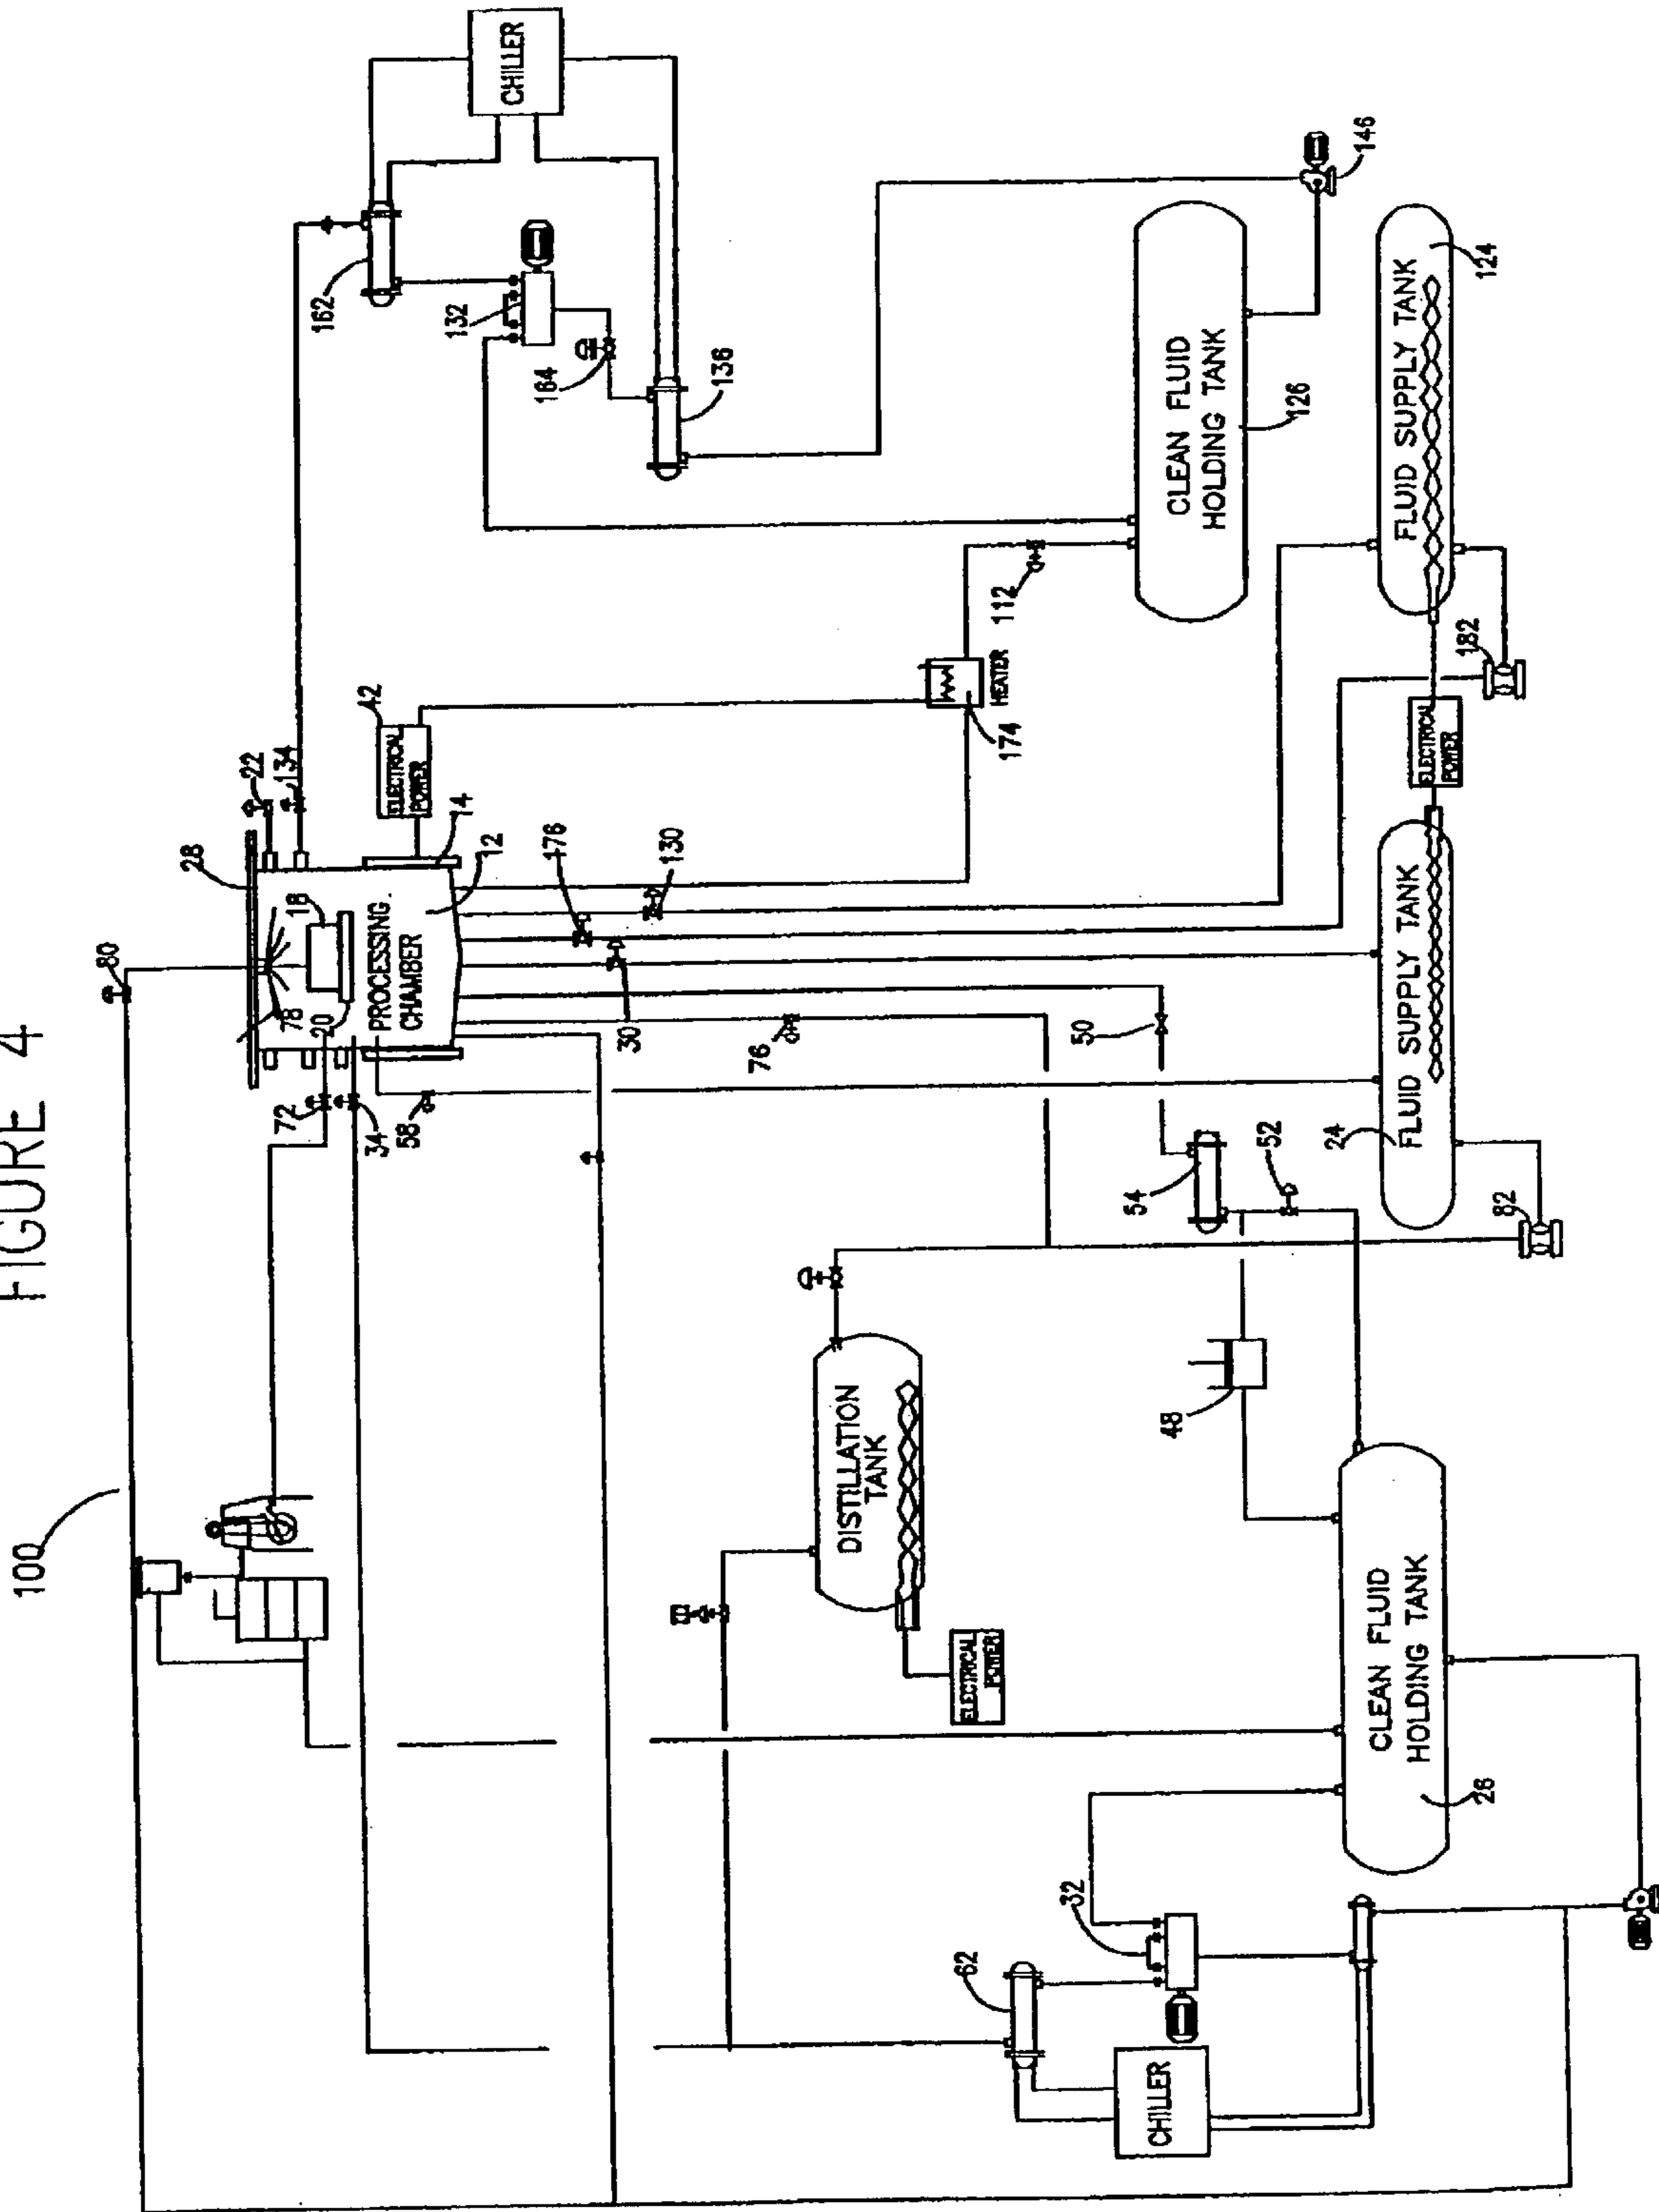 FIGURE 4
100
80
28
22
134
78
18
20
72
34
58
PROCESSING
CHAMBER
12
14
42
ELECTRICAL
POWER
162
132
164
136
CHILLER
176
130
30
76
50
174
HEATER
112
CLEAN FLUID
HOLDING TANK
126
146
DISTILLATION
TANK
ELECTRICAL
POWER
54
52
48
24
FLUID SUPPLY TANK
82
ELECTRICAL
POWER
182
FLUID SUPPLY TANK
124
62
32
CHILLER
CLEAN FLUID
HOLDING TANK
26